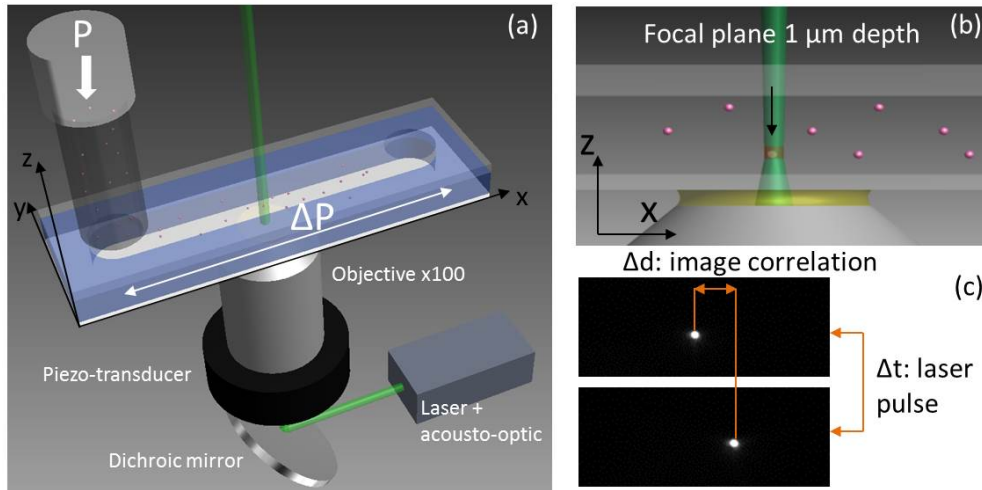 (a)
P
z
y
x
ΔP
Objective x100
Piezo-transducer
Laser +
acousto-optic
Dichroic mirror
Focal plane 1 µm depth
(b)
z
x
Δd: image correlation
(c)
Δt: laser
pulse